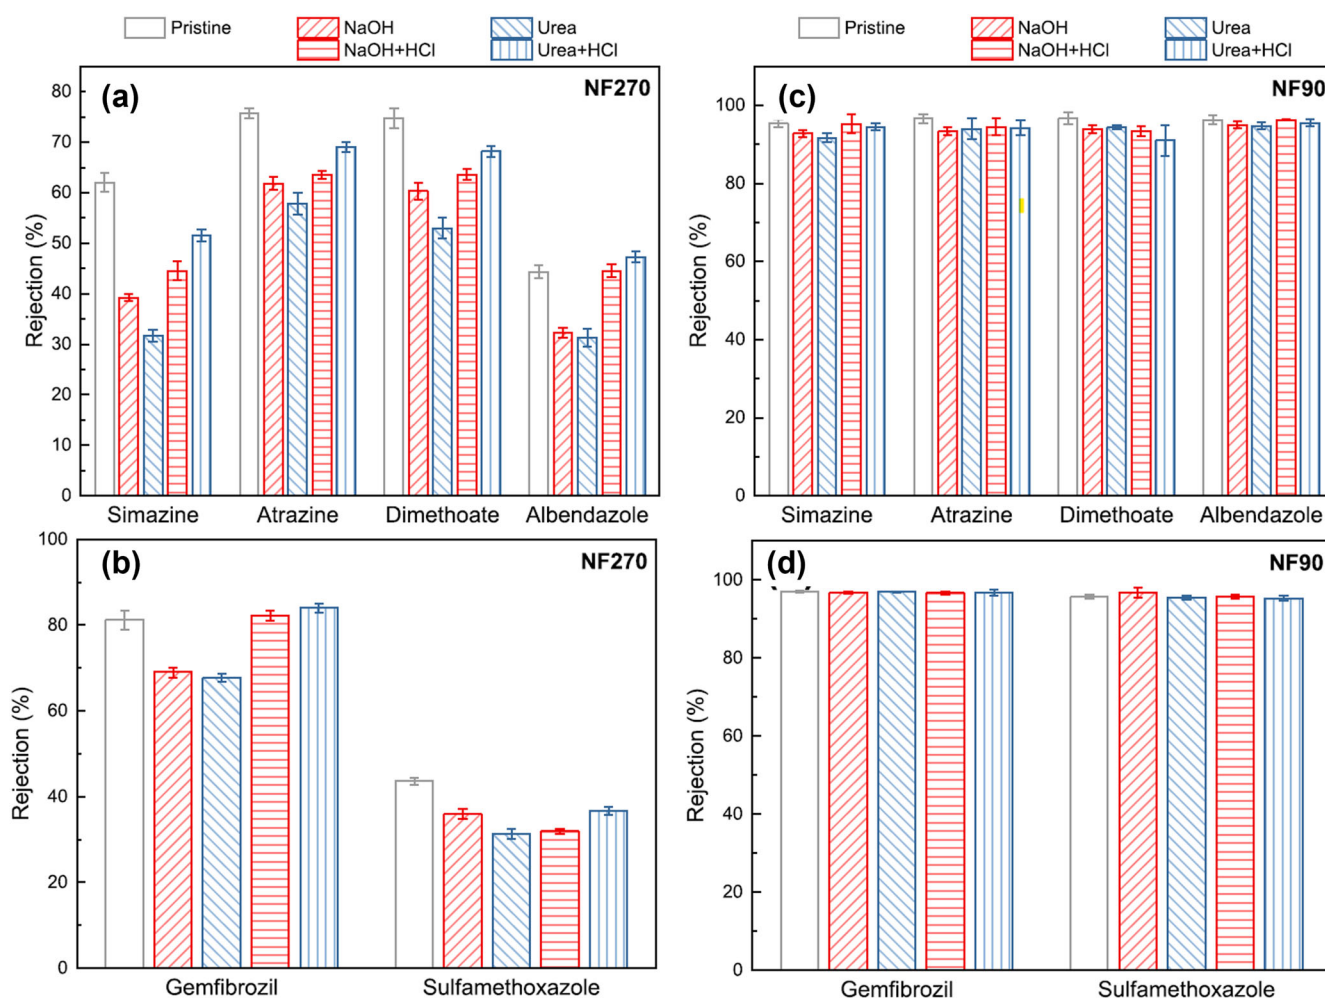 Pristine NaOH Urea
NaOH+HCl Urea+HCl
(a) NF270
Rejection (%)
80
70
60
50
40
30
20
10
0
Simazine Atrazine Dimethoate Albendazole
Pristine NaOH Urea
NaOH+HCl Urea+HCl
(c) NF90
Rejection (%)
100
80
60
40
20
0
Simazine Atrazine Dimethoate Albendazole
(b) NF270
Rejection (%)
100
80
60
40
20
0
Gemfibrozil Sulfamethoxazole
(d) NF90
Rejection (%)
100
80
60
40
20
0
Gemfibrozil Sulfamethoxazole